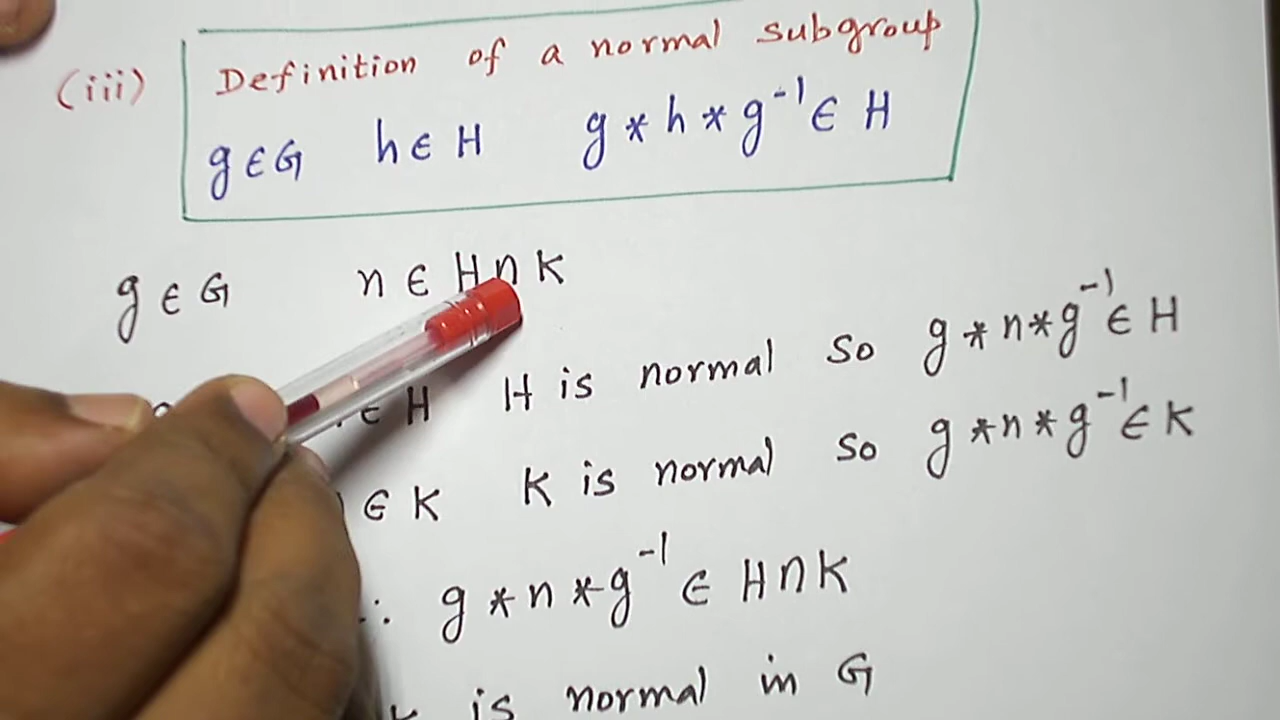 (iii) Definition of a normal subgroup
g ∈ G h ∈ H g * h * g⁻¹ ∈ H
g ∈ G n ∈ H ∩ K
∈ H H is normal so g * n * g⁻¹ ∈ H
∈ K K is normal so g * n * g⁻¹ ∈ K
∴ g * n * g⁻¹ ∈ H ∩ K
is normal in G